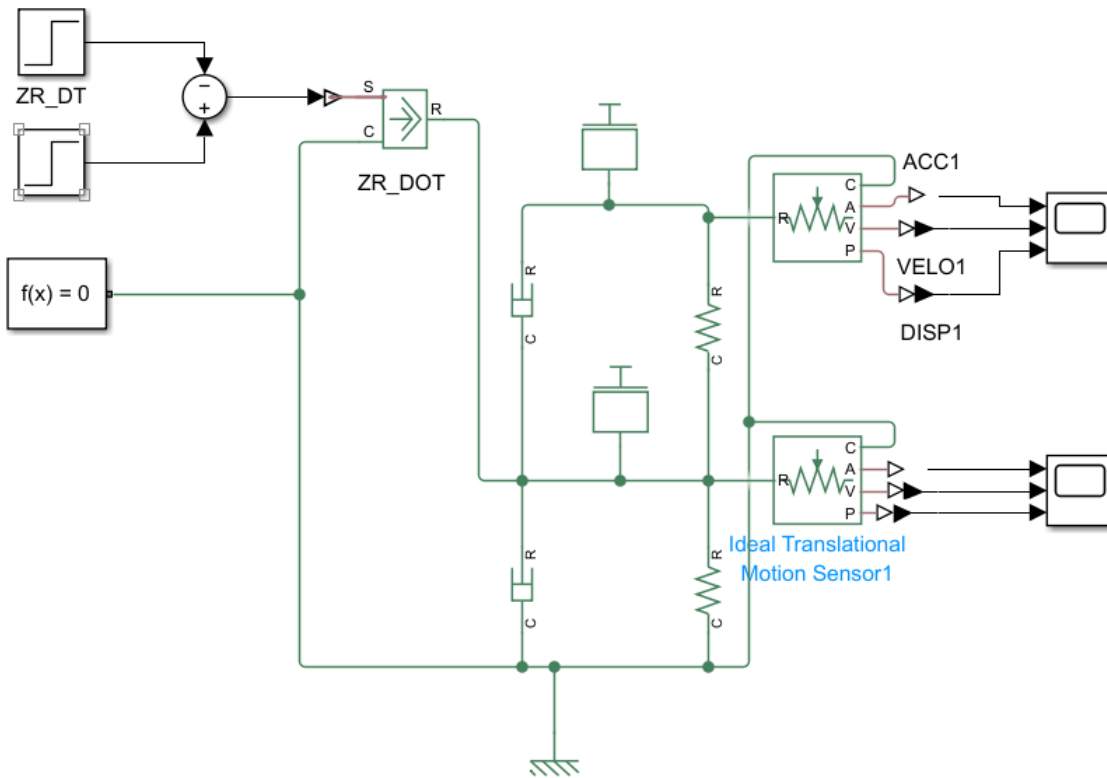 ZR_DT
−
+
S
C
R
ZR_DOT
f(x) = 0
R
C
R
C
R
C
A
V
P
ACC1
VELO1
DISP1
R
C
A
V
P
Ideal Translational
Motion Sensor1
R
C
R
C